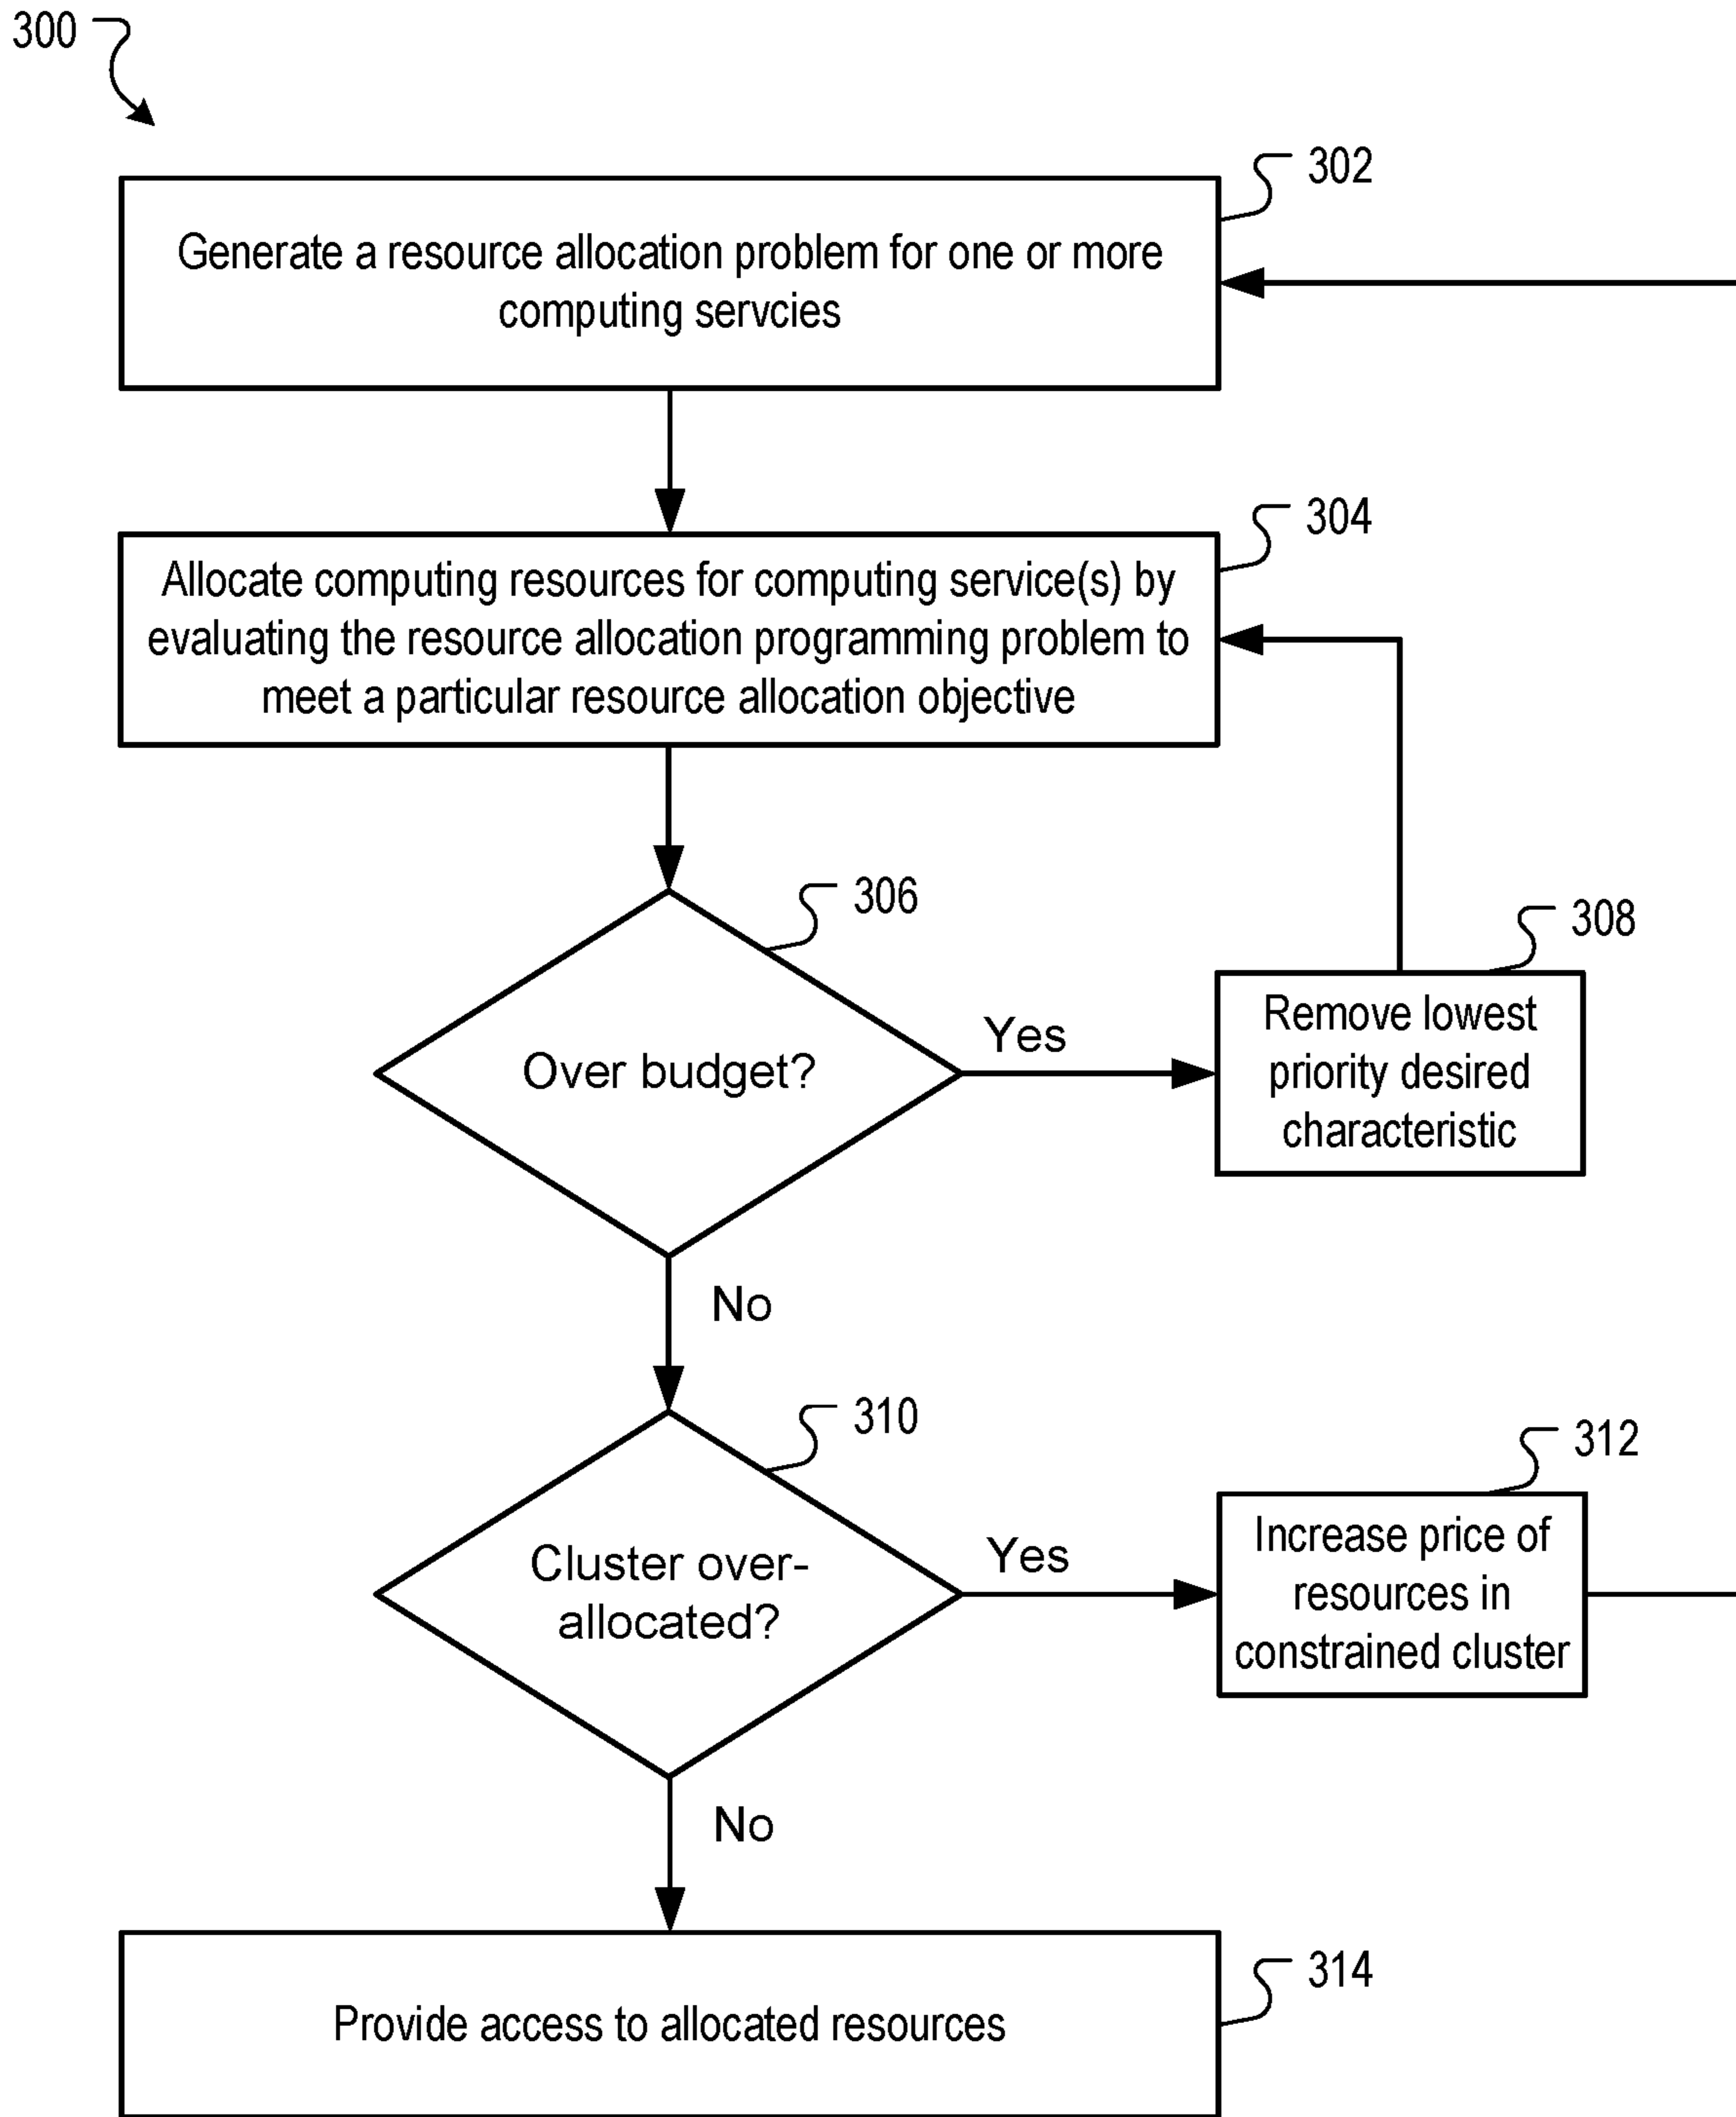 300
302
Generate a resource allocation problem for one or more
computing servcies
304
Allocate computing resources for computing service(s) by
evaluating the resource allocation programming problem to
meet a particular resource allocation objective
306
Over budget?
Yes
308
Remove lowest
priority desired
characteristic
No
310
Cluster over-
allocated?
Yes
312
Increase price of
resources in
constrained cluster
No
314
Provide access to allocated resources